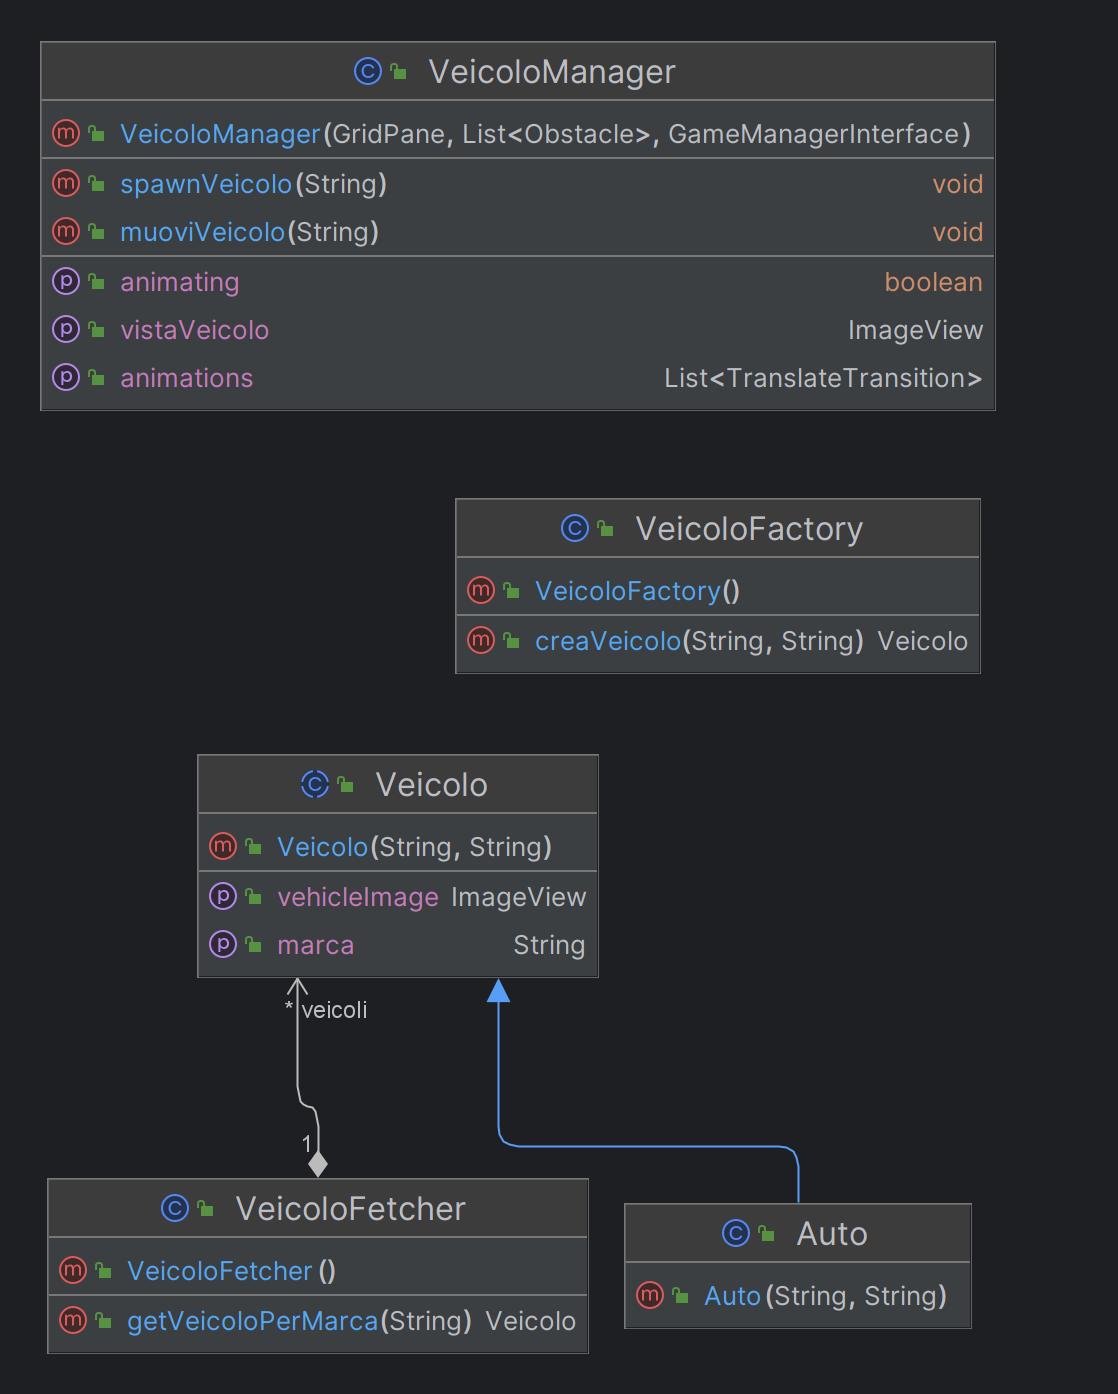 VeicoloManager
VeicoloManager(GridPane, List<Obstacle>, GameManagerInterface)
spawnVeicolo(String) void
muoviVeicolo(String) void
animating boolean
vistaVeicolo ImageView
animations List<TranslateTransition>
VeicoloFactory
VeicoloFactory()
creaVeicolo(String, String) Veicolo
Veicolo
Veicolo(String, String)
vehicleImage ImageView
marca String
* veicoli
1
VeicoloFetcher
VeicoloFetcher()
getVeicoloPerMarca(String) Veicolo
Auto
Auto(String, String)